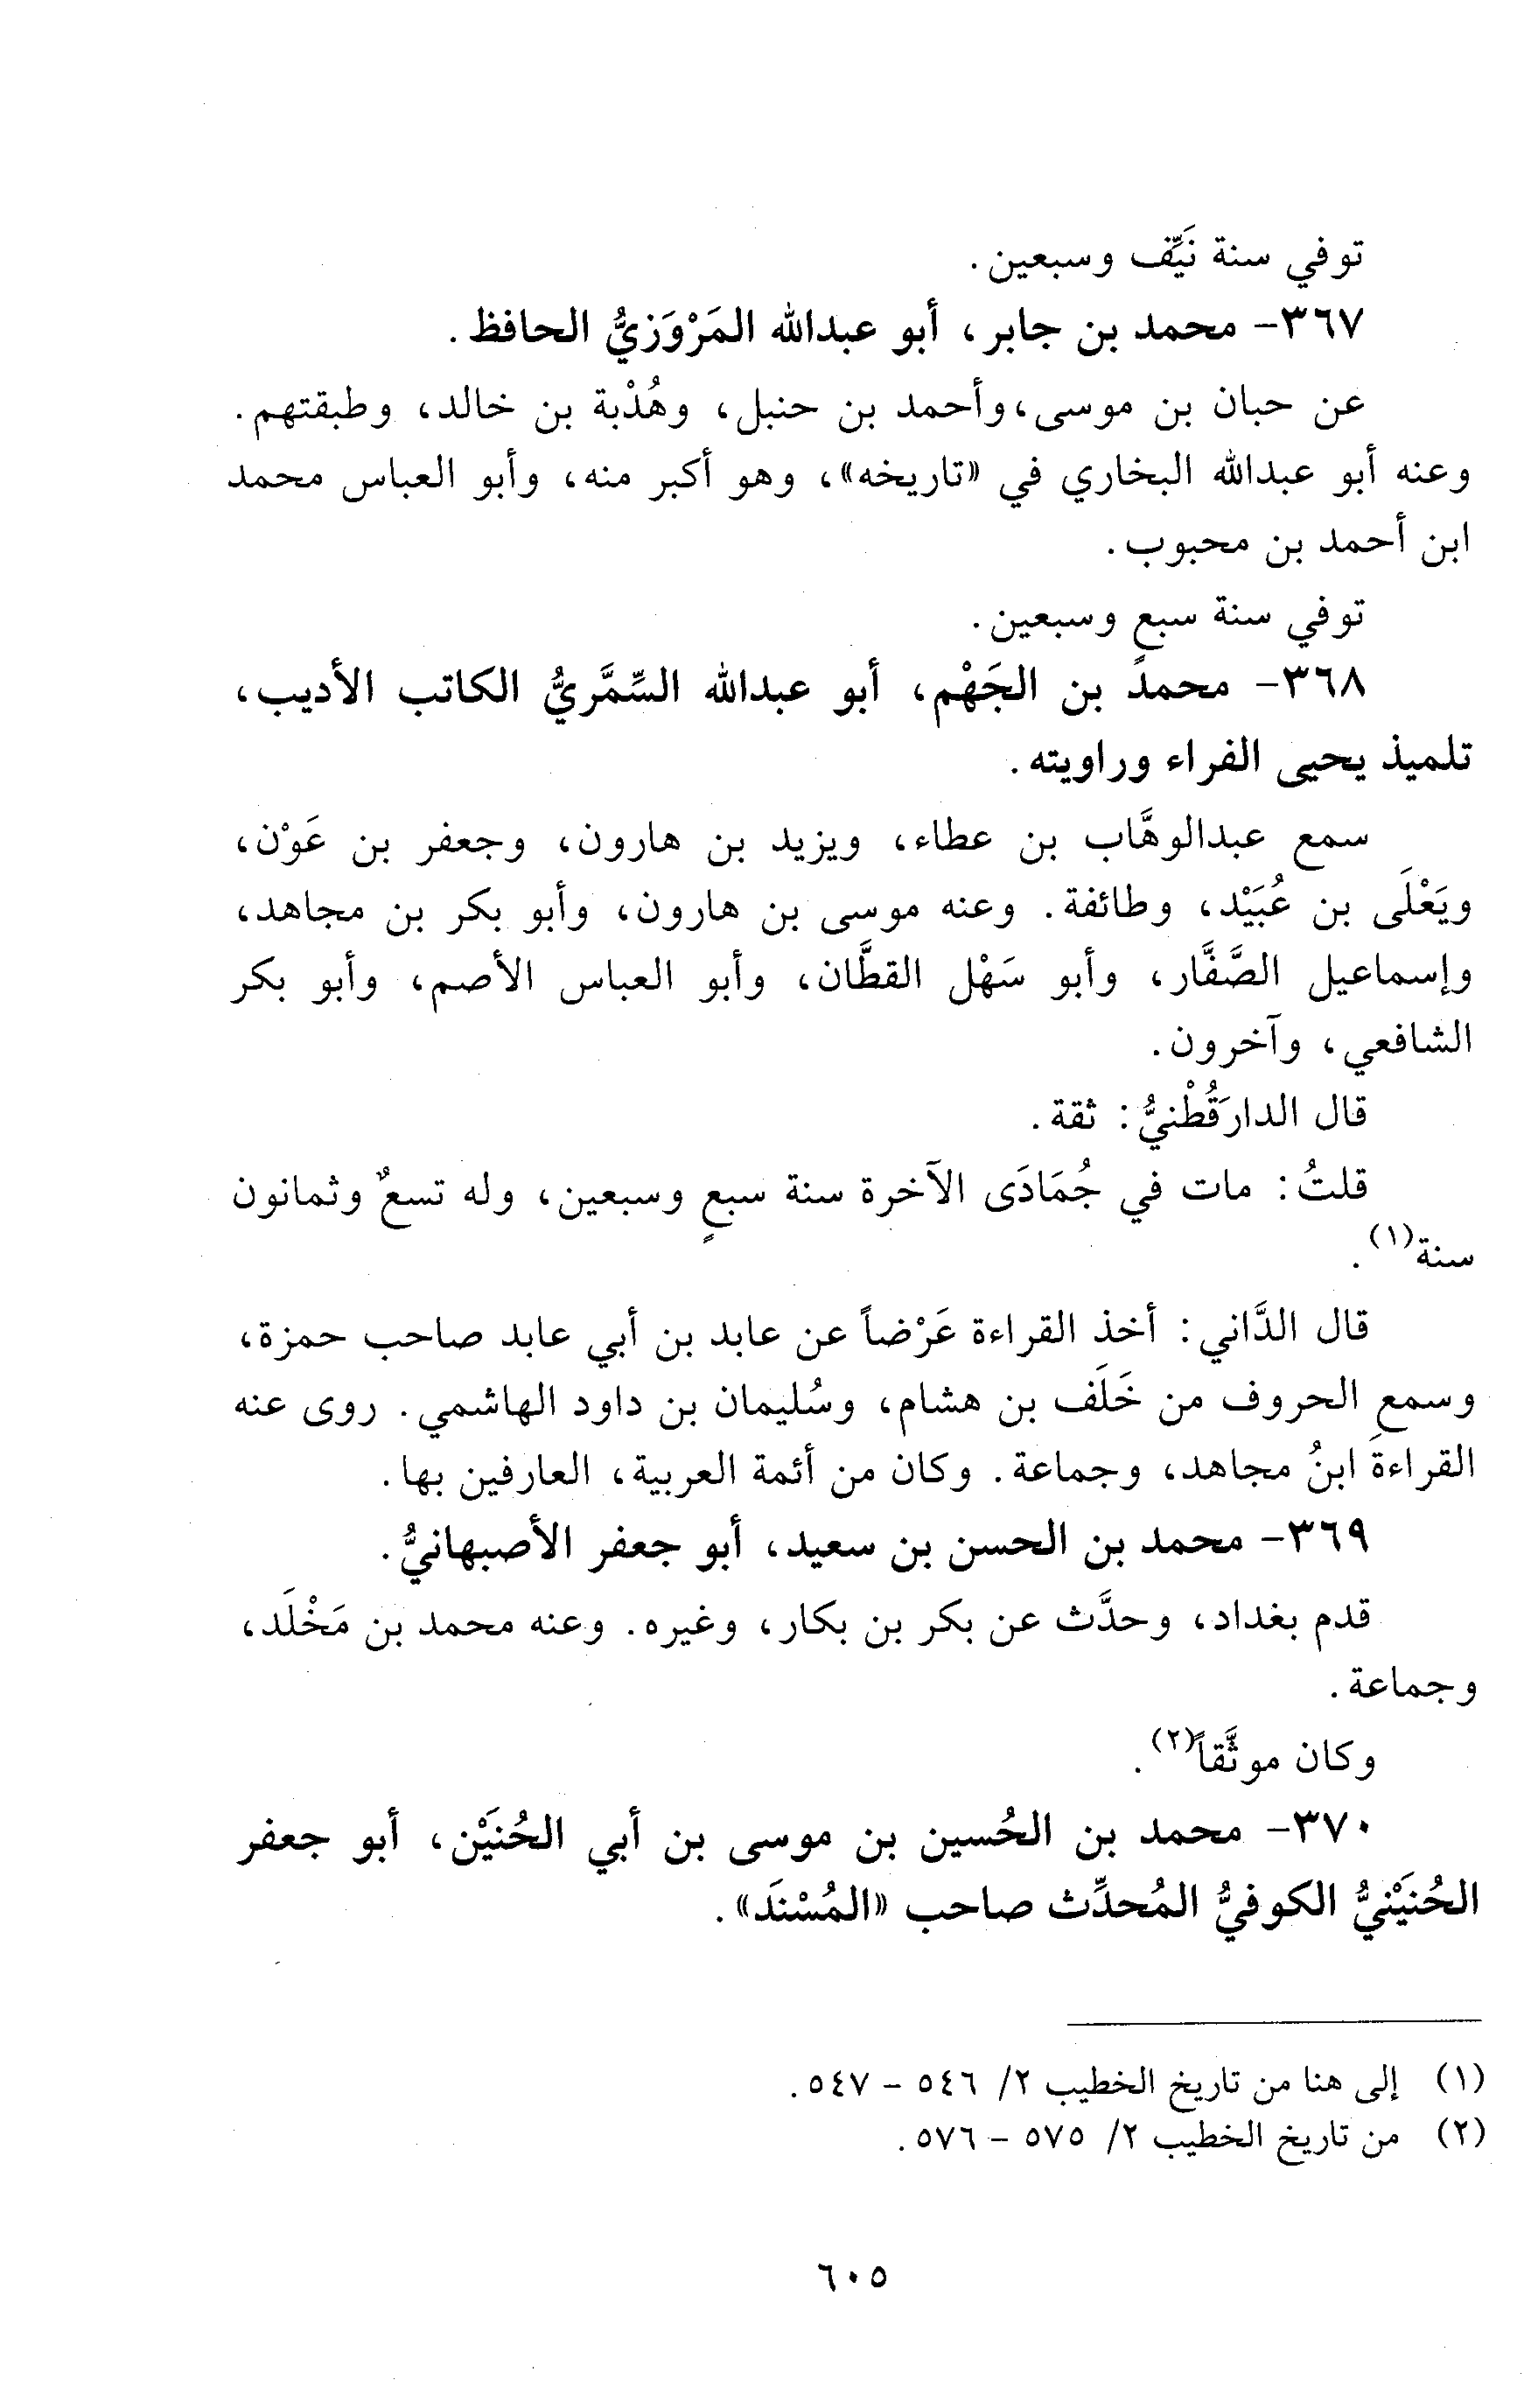 توفي سنة نَيِّف وسبعين.
٣٦٧- محمد بن جابر، أبو عبدالله المَرْوَزيُّ الحافظ.
عن حبان بن موسى، وأحمد بن حنبل، وهُدْبة بن خالد، وطبقتهم.
وعنه أبو عبدالله البخاري في «تاريخه»، وهو أكبر منه، وأبو العباس محمد
ابن أحمد بن محبوب.
توفي سنة سبعٍ وسبعين.
٣٦٨- محمد بن الجَهْم، أبو عبدالله السِّمَّريُّ الكاتب الأديب،
تلميذ يحيى الفراء وراويته.
سمع عبدالوهَّاب بن عطاء، ويزيد بن هارون، وجعفر بن عَوْن،
ويَعْلَى بن عُبَيْد، وطائفة. وعنه موسى بن هارون، وأبو بكر بن مجاهد،
وإسماعيل الصَّفَّار، وأبو سَهْل القطَّان، وأبو العباس الأصم، وأبو بكر
الشافعي، وآخرون.
قال الدارَقُطْنيُّ: ثقة.
قلتُ: مات في جُمَادَى الآخرة سنة سبعٍ وسبعين، وله تسعٌ وثمانون
سنة(١).
قال الدَّاني: أخذ القراءة عَرْضاً عن عابد بن أبي عابد صاحب حمزة،
وسمع الحروف من خَلَف بن هشام، وسُليمان بن داود الهاشمي. روى عنه
القراءةَ ابنُ مجاهد، وجماعة. وكان من أئمة العربية، العارفين بها.
٣٦٩- محمد بن الحسن بن سعيد، أبو جعفر الأصبهانيُّ.
قدم بغداد، وحدَّث عن بكر بن بكار، وغيره. وعنه محمد بن مَخْلَد،
وجماعة.
وكان موثَّقاً(٢).
٣٧٠- محمد بن الحُسين بن موسى بن أبي الحُنَيْن، أبو جعفر
الحُنَيْنيُّ الكوفيُّ المُحدِّث صاحب «المُسْنَد».
(١) إلى هنا من تاريخ الخطيب ٢/ ٥٤٦ - ٥٤٧.
(٢) من تاريخ الخطيب ٢/ ٥٧٥ - ٥٧٦.
٦٠٥